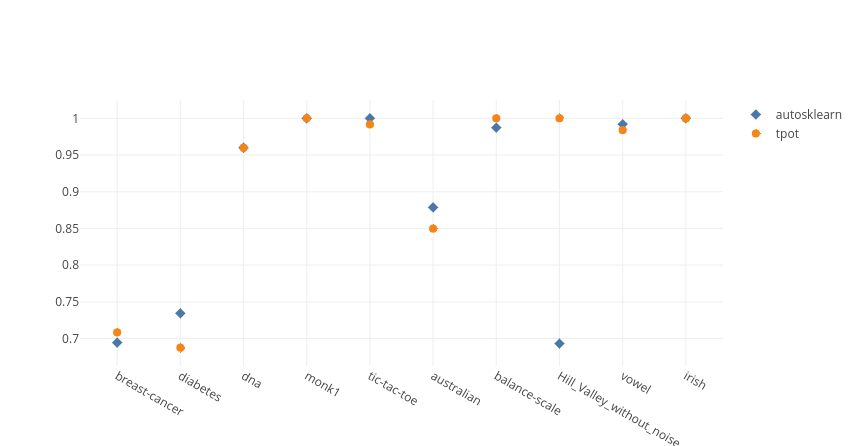 autosklearn
tpot
1
0.95
0.9
0.85
0.8
0.75
0.7
breast-cancer
diabetes
dna
monk1
tic-tac-toe
australian
balance-scale
Hill_Valley_without_noise
vowel
irish